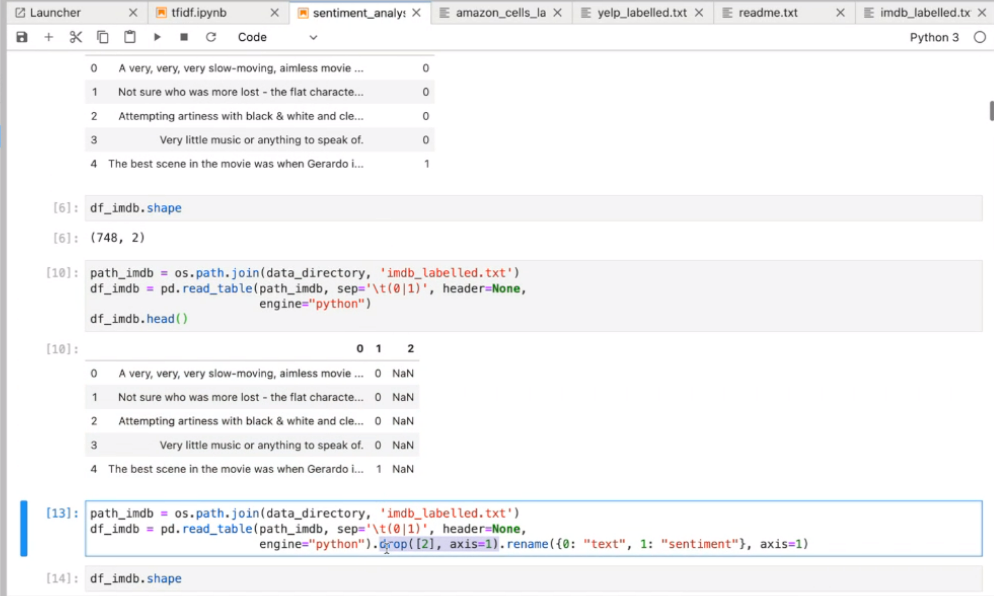 Launcher
tfidf.ipynb
sentiment_analys
amazon_cells_la
yelp_labelled.txt
readme.txt
imdb_labelled.tx
Code
Python 3
0 A very, very, very slow-moving, aimless movie ... 0
1 Not sure who was more lost - the flat characte... 0
2 Attempting artiness with black & white and cle... 0
3 Very little music or anything to speak of. 0
4 The best scene in the movie was when Gerardo i... 1
[6]: df_imdb.shape
[6]: (748, 2)
[10]: path_imdb = os.path.join(data_directory, 'imdb_labelled.txt')
df_imdb = pd.read_table(path_imdb, sep='\t(0|1)', header=None,
engine="python")
df_imdb.head()
[10]: 0 1 2
0 A very, very, very slow-moving, aimless movie ... 0 NaN
1 Not sure who was more lost - the flat characte... 0 NaN
2 Attempting artiness with black & white and cle... 0 NaN
3 Very little music or anything to speak of. 0 NaN
4 The best scene in the movie was when Gerardo i... 1 NaN
[13]: path_imdb = os.path.join(data_directory, 'imdb_labelled.txt')
df_imdb = pd.read_table(path_imdb, sep='\t(0|1)', header=None,
engine="python").drop([2], axis=1).rename({0: "text", 1: "sentiment"}, axis=1)
[14]: df_imdb.shape